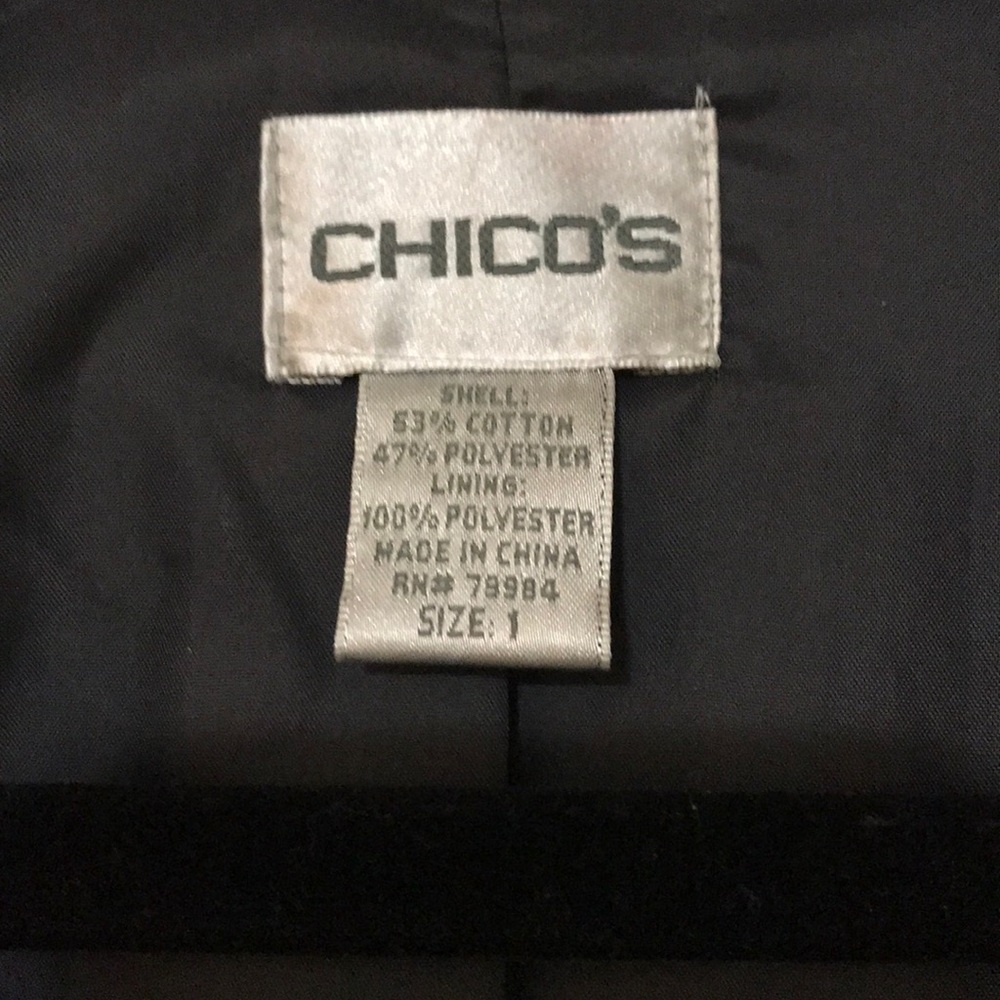 CHICO'S
SHELL:
53% COTTON
47% POLYESTER
LINING:
100% POLYESTER
MADE IN CHINA
RN# 79984
SIZE: 1